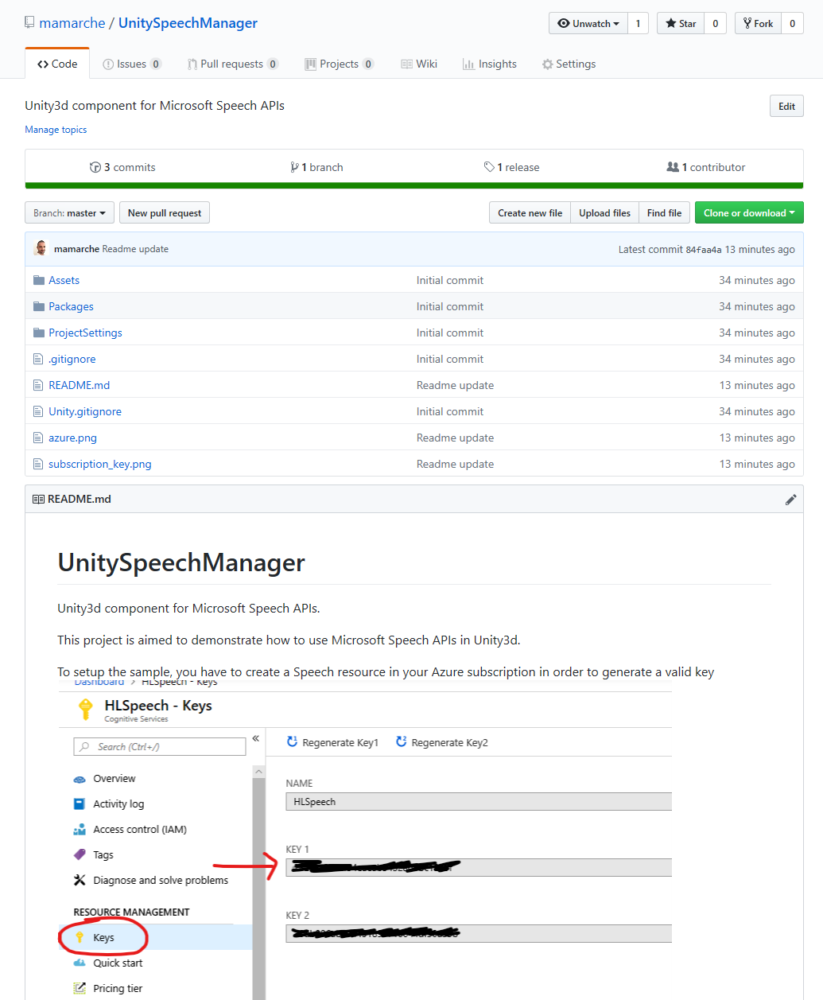 mamarche / UnitySpeechManager
Unwatch 1 Star 0 Fork 0
Code Issues 0 Pull requests 0 Projects 0 Wiki Insights Settings
Unity3d component for Microsoft Speech APIs Edit
Manage topics
3 commits 1 branch 1 release 1 contributor
Branch: master New pull request Create new file Upload files Find file Clone or download
mamarche Readme update Latest commit 84faa4a 13 minutes ago
Assets Initial commit 34 minutes ago
Packages Initial commit 34 minutes ago
ProjectSettings Initial commit 34 minutes ago
.gitignore Initial commit 34 minutes ago
README.md Readme update 13 minutes ago
Unity.gitignore Initial commit 34 minutes ago
azure.png Readme update 13 minutes ago
subscription_key.png Readme update 13 minutes ago
README.md
UnitySpeechManager
Unity3d component for Microsoft Speech APIs.
This project is aimed to demonstrate how to use Microsoft Speech APIs in Unity3d.
To setup the sample, you have to create a Speech resource in your Azure subscription in order to generate a valid key
Dashboard > HLSpeech - Keys
HLSpeech - Keys
Cognitive Services
Search (Ctrl+/) « Regenerate Key1 Regenerate Key2
Overview
NAME
HLSpeech
Activity log
Access control (IAM)
KEY 1
Tags
Diagnose and solve problems
RESOURCE MANAGEMENT
KEY 2
Keys
Quick start
Pricing tier